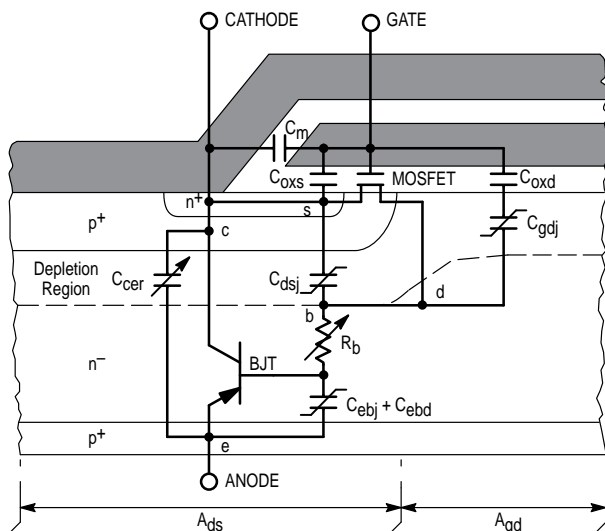 CATHODE
GATE
Cm
Coxs
MOSFET
Coxd
n+
s
p+
c
Cgdj
Depletion
Region
Ccer
Cdsj
d
b
Rb
n–
BJT
Cebj + Cebd
p+
e
ANODE
Ads
Agd